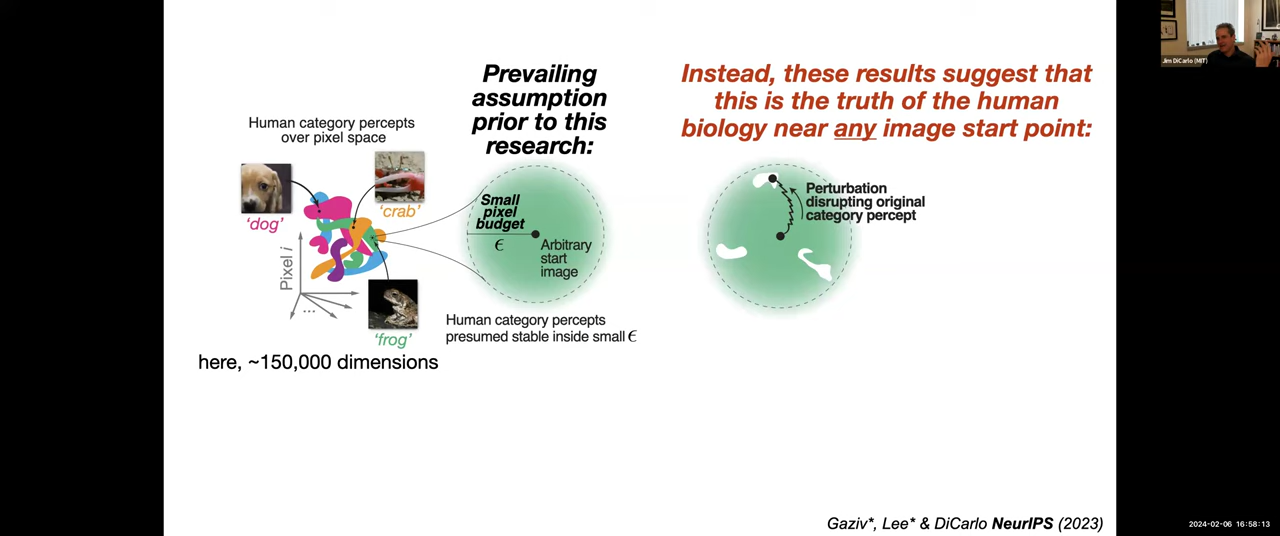 Jim DiCarlo (MIT)
Prevailing
assumption
prior to this
research:
Instead, these results suggest that
this is the truth of the human
biology near any image start point:
Human category percepts
over pixel space
'dog'
'crab'
'frog'
Pixel i
...
here, ~150,000 dimensions
Small
pixel
budget
ϵ
Arbitrary
start
image
Human category percepts
presumed stable inside small ϵ
Perturbation
disrupting original
category percept
Gaziv*, Lee* & DiCarlo NeurIPS (2023)
2024-02-06 16:58:13